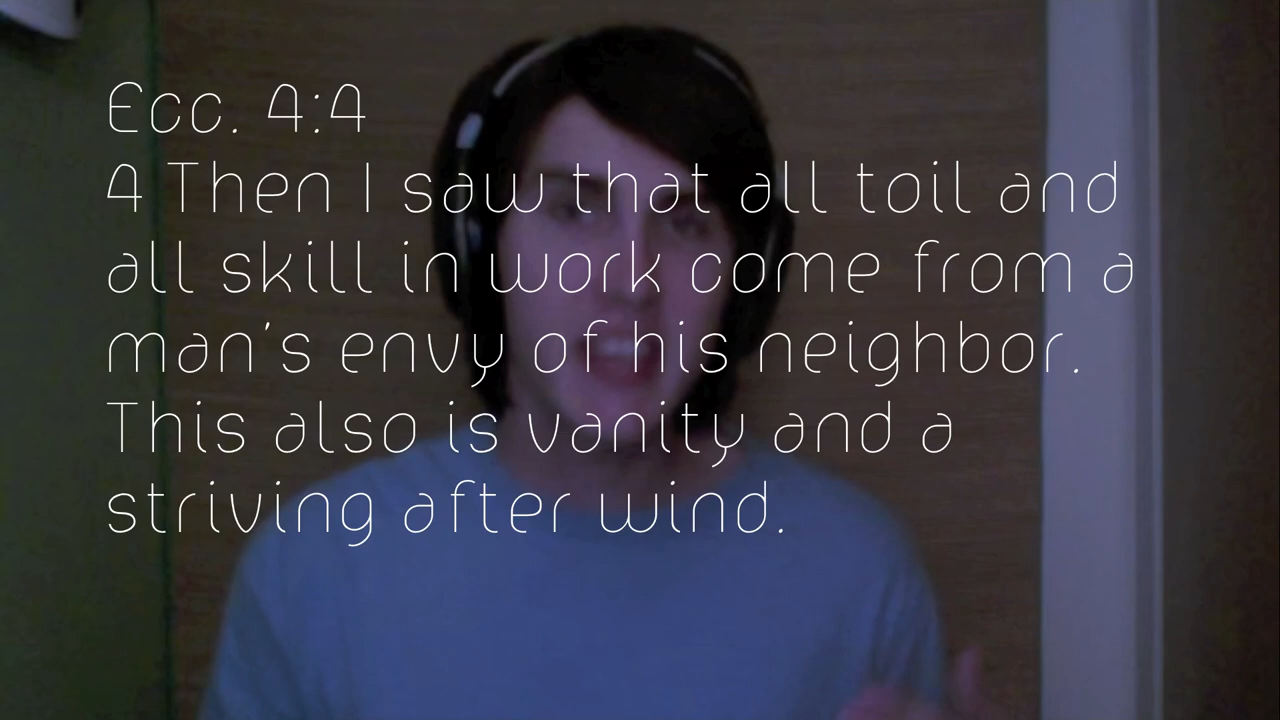 Ecc. 4:4
4 Then I saw that all toil and
all skill in work come from a
man's envy of his neighbor.
This also is vanity and a
striving after wind.